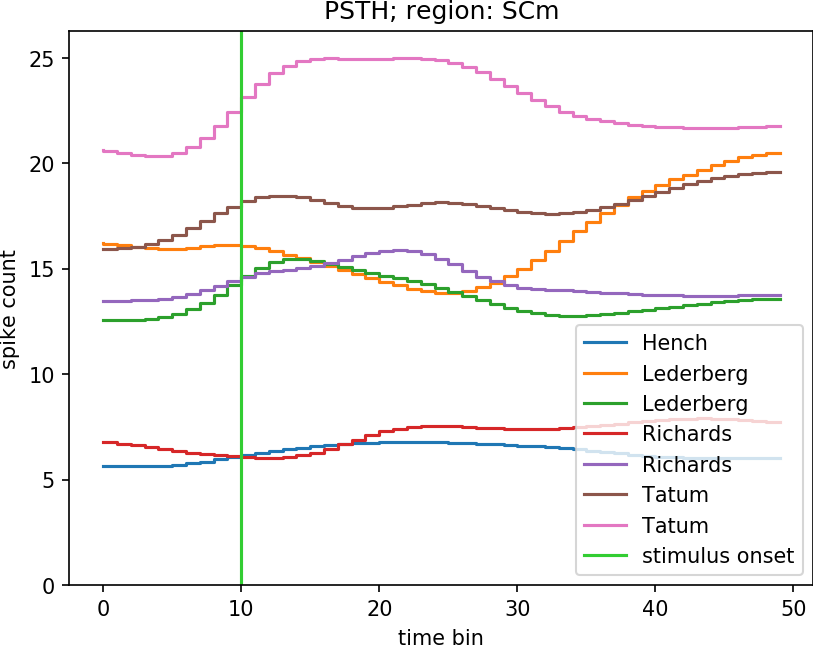 PSTH; region: SCm
spike count
25
20
15
10
5
0
0 10 20 30 40 50
time bin
Hench
Lederberg
Lederberg
Richards
Richards
Tatum
Tatum
stimulus onset